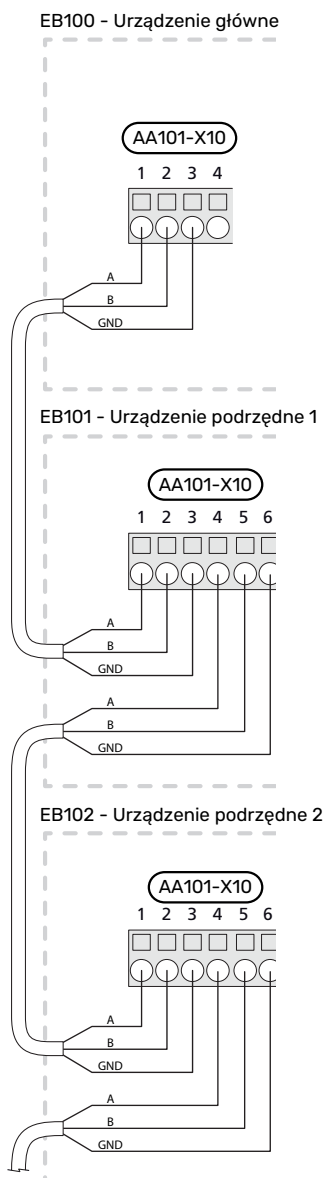 EB100 - Urządzenie główne
AA101-X10
1 2 3 4
A
B
GND
EB101 - Urządzenie podrzędne 1
AA101-X10
1 2 3 4 5 6
A
B
GND
A
B
GND
EB102 - Urządzenie podrzędne 2
AA101-X10
1 2 3 4 5 6
A
B
GND
A
B
GND